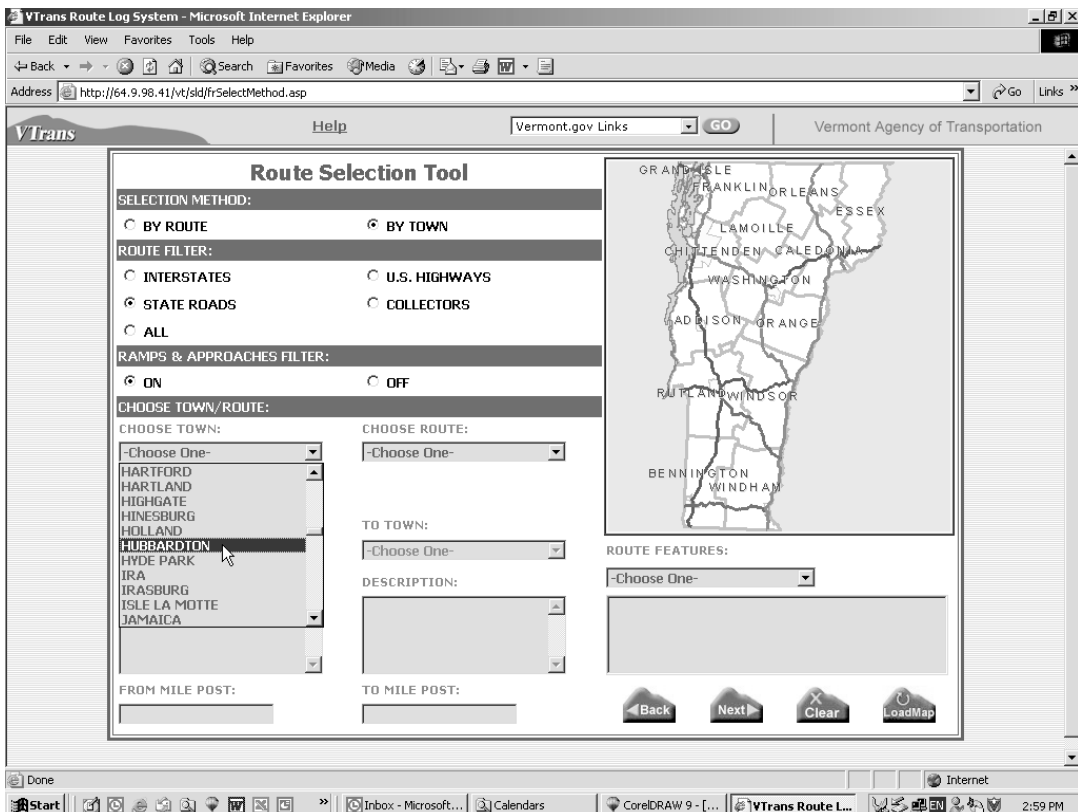 VTrans Route Log System - Microsoft Internet Explorer
File Edit View Favorites Tools Help
Back Search Favorites Media
Address http://64.9.98.41/vt/sld/frSelectMethod.asp Go Links »
VTrans Help Vermont.gov Links GO Vermont Agency of Transportation
Route Selection Tool
SELECTION METHOD:
BY ROUTE BY TOWN
ROUTE FILTER:
INTERSTATES U.S. HIGHWAYS
STATE ROADS COLLECTORS
ALL
RAMPS & APPROACHES FILTER:
ON OFF
CHOOSE TOWN/ROUTE:
CHOOSE TOWN: CHOOSE ROUTE:
-Choose One- -Choose One-
HARTFORD
HARTLAND
HIGHGATE
HINESBURG
HOLLAND
HUBBARDTON
HYDE PARK
IRA
IRASBURG
ISLE LA MOTTE
JAMAICA
TO TOWN:
-Choose One-
DESCRIPTION:
FROM MILE POST: TO MILE POST:
GRAND ISLE
FRANKLIN ORLEANS
ESSEX
LAMOILLE
CHITTENDEN CALEDONIA
WASHINGTON
ADDISON ORANGE
RUTLAND WINDSOR
BENNINGTON
WINDHAM
ROUTE FEATURES:
-Choose One-
Back Next Clear LoadMap
Done Internet
Start » Inbox - Microsoft... Calendars CorelDRAW 9 - [... VTrans Route L... EN 2:59 PM